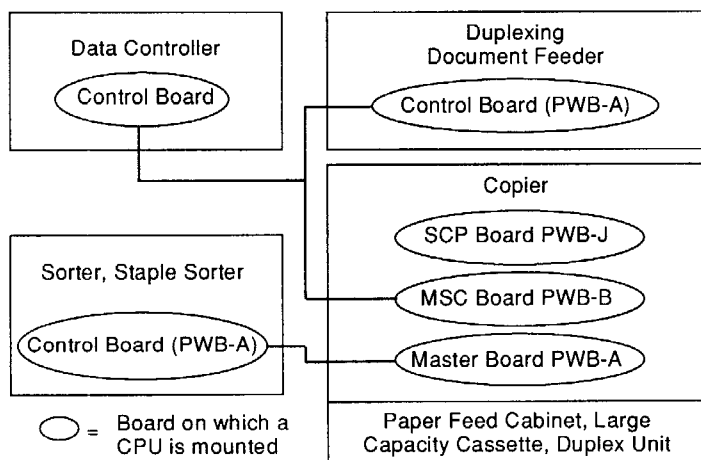 Data Controller
Control Board
Duplexing
Document Feeder
Control Board (PWB-A)
Copier
SCP Board PWB-J
MSC Board PWB-B
Master Board PWB-A
Sorter, Staple Sorter
Control Board (PWB-A)
Paper Feed Cabinet, Large
Capacity Cassette, Duplex Unit
= Board on which a
CPU is mounted